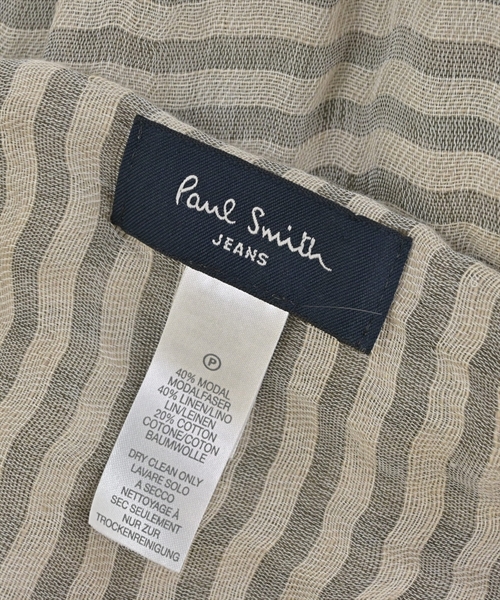 Paul Smith
JEANS
P
40% MODAL
MODALFASER
40% LINEN/LINO
LIN/LEINEN
20% COTTON
COTONE/COTON
BAUMWOLLE
DRY CLEAN ONLY
LAVARE SOLO
A SECCO
NETTOYAGE À
SEC SEULEMENT
NUR ZUR
TROCKENREINIGUNG